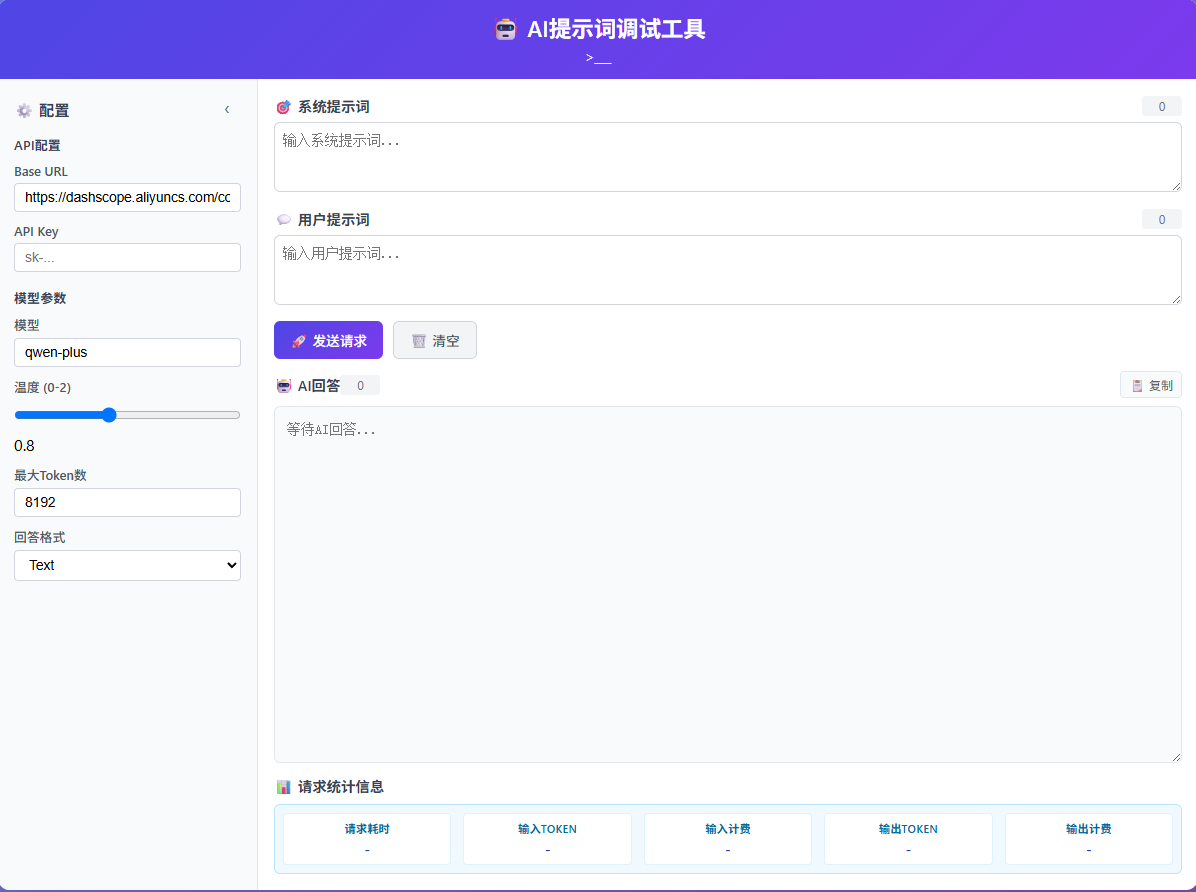 AI提示词调试工具
>__
配置
API配置
Base URL
https://dashscope.aliyuncs.com/cc
API Key
sk-...
模型参数
模型
qwen-plus
温度 (0-2)
0.8
最大Token数
8192
回答格式
Text
系统提示词
0
输入系统提示词...
用户提示词
0
输入用户提示词...
发送请求
清空
AI回答
0
复制
等待AI回答...
请求统计信息
请求耗时
-
输入TOKEN
-
输入计费
-
输出TOKEN
-
输出计费
-